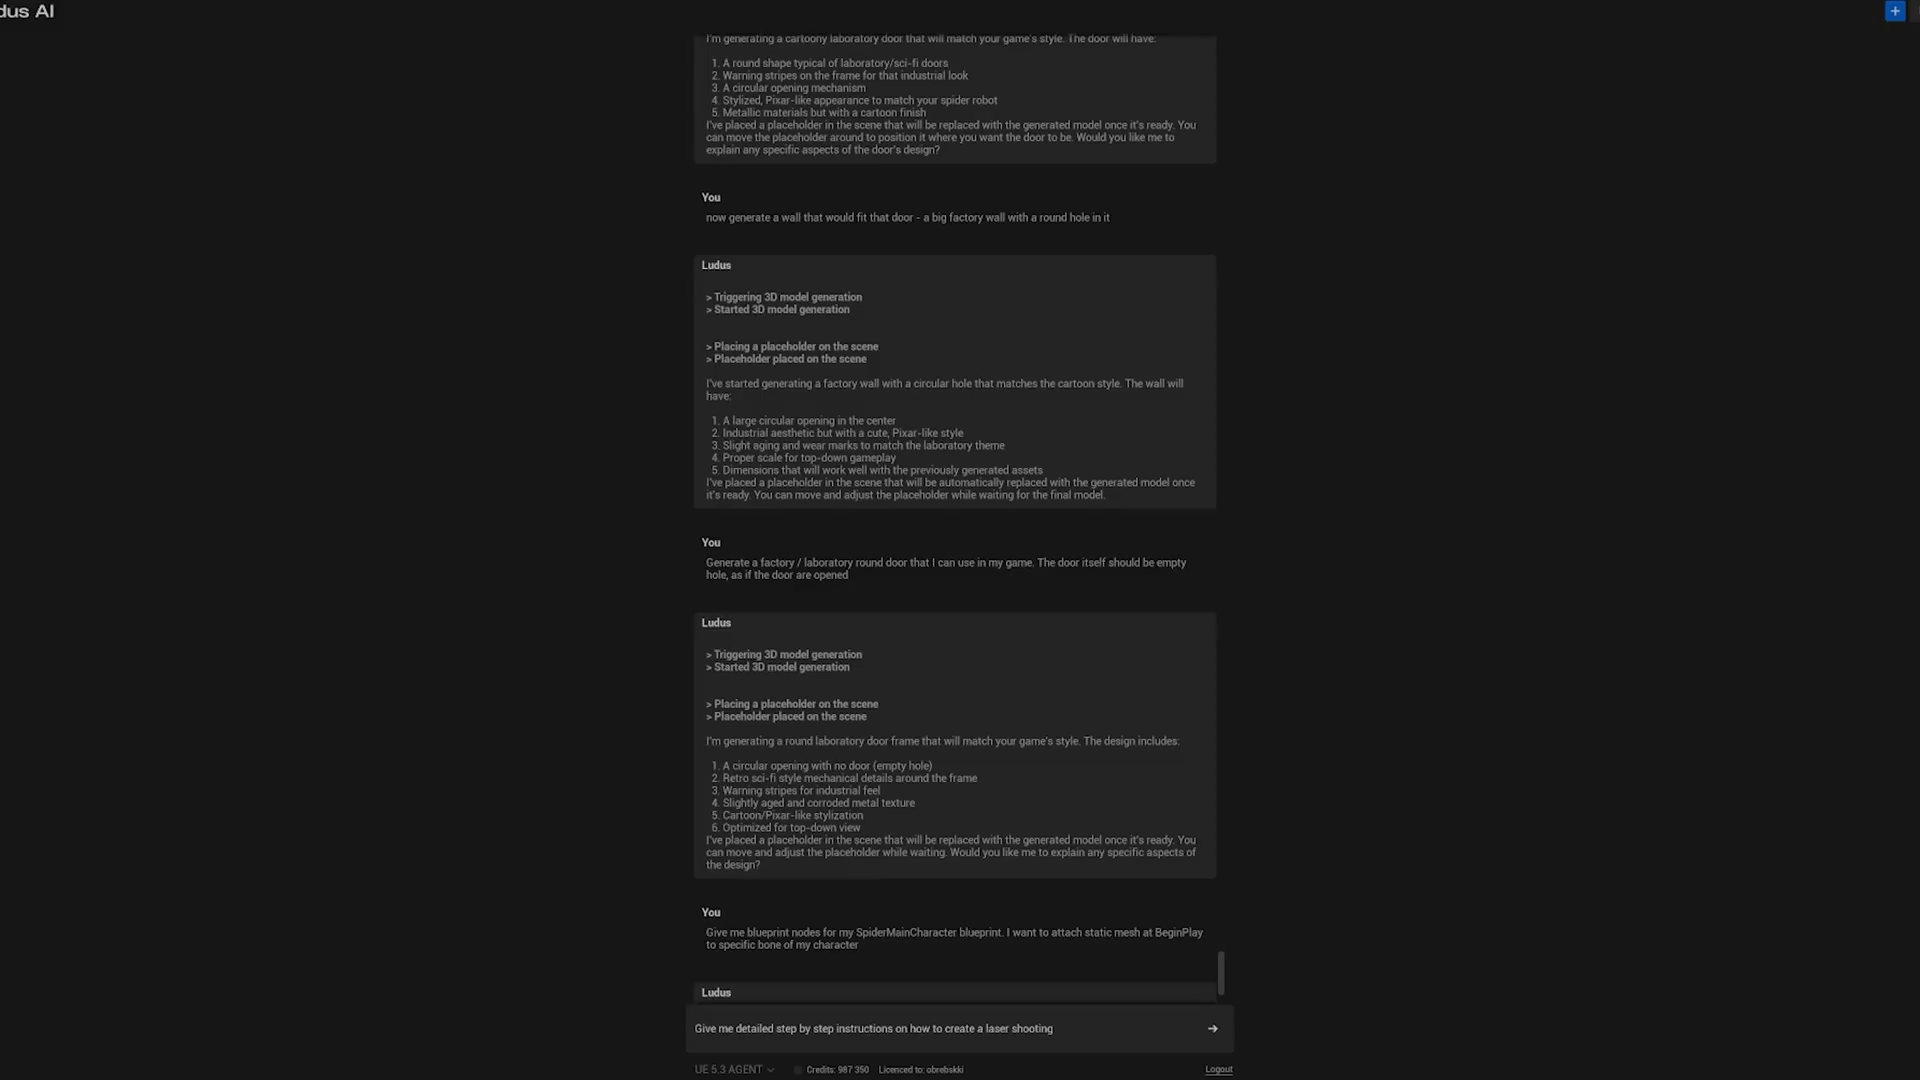 dus AI
+
I'm generating a cartoony laboratory door that will match your game's style. The door will have:
1. A round shape typical of laboratory/sci-fi doors
2. Warning stripes on the frame for that industrial look
3. A circular opening mechanism
4. Stylized, Pixar-like appearance to match your spider robot
5. Metallic materials but with a cartoon finish
I've placed a placeholder in the scene that will be replaced with the generated model once it's ready. You
can move the placeholder around to position it where you want the door to be. Would you like me to
explain any specific aspects of the door's design?
You
now generate a wall that would fit that door - a big factory wall with a round hole in it
Ludus
> Triggering 3D model generation
> Started 3D model generation
> Placing a placeholder on the scene
> Placeholder placed on the scene
I've started generating a factory wall with a circular hole that matches the cartoon style. The wall will
have:
1. A large circular opening in the center
2. Industrial aesthetic but with a cute, Pixar-like style
3. Slight aging and wear marks to match the laboratory theme
4. Proper scale for top-down gameplay
5. Dimensions that will work well with the previously generated assets
I've placed a placeholder in the scene that will be automatically replaced with the generated model once
it's ready. You can move and adjust the placeholder while waiting for the final model.
You
Generate a factory / laboratory round door that I can use in my game. The door itself should be empty
hole, as if the door are opened
Ludus
> Triggering 3D model generation
> Started 3D model generation
> Placing a placeholder on the scene
> Placeholder placed on the scene
I'm generating a round laboratory door frame that will match your game's style. The design includes:
1. A circular opening with no door (empty hole)
2. Retro sci-fi style mechanical details around the frame
3. Warning stripes for industrial feel
4. Slightly aged and corroded metal texture
5. Cartoon/Pixar-like stylization
6. Optimized for top-down view
I've placed a placeholder in the scene that will be replaced with the generated model once it's ready. You
can move and adjust the placeholder while waiting. Would you like me to explain any specific aspects of
the design?
You
Give me blueprint nodes for my SpiderMainCharacter blueprint. I want to attach static mesh at BeginPlay
to specific bone of my character
Ludus
Give me detailed step by step instructions on how to create a laser shooting
UE 5.3 AGENT Credits: 987 350 Licenced to: obrebskki Logout